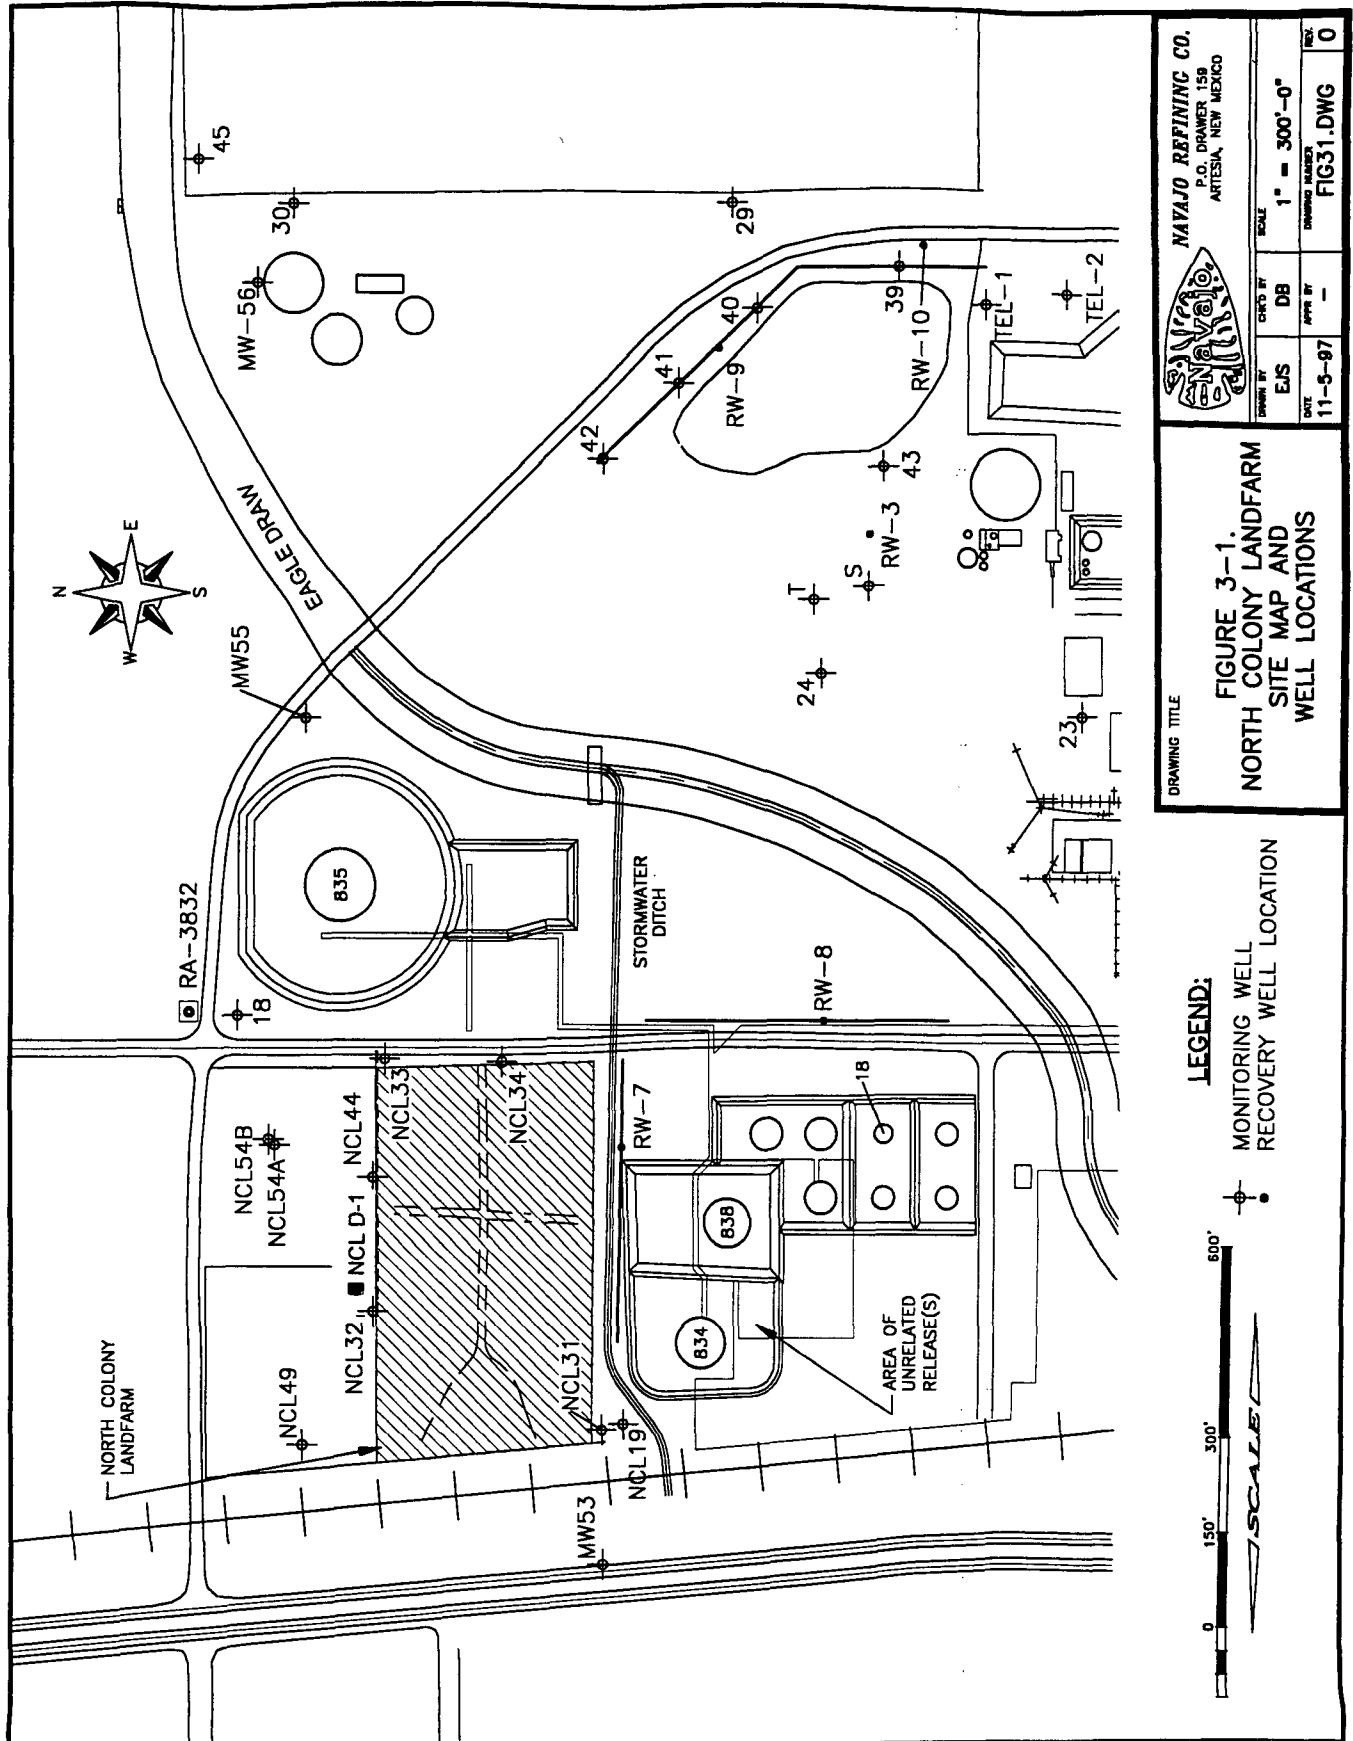 45
30
MW-56
29
40
39
TEL-1
TEL-2
41
RW-9
RW-10
42
43
EAGLE DRAW
N
E
S
W
RW-3
S
T
24
23
MW55
835
RA-3832
18
STORMWATER
DITCH
RW-8
NCL33
NCL34
NCL44
NCL54B
NCL54A
RW-7
18
NCL D-1
838
NCL32
834
AREA OF
UNRELATED
RELEASE(S)
NCL31
NCL49
NCL19
NORTH COLONY
LANDFARM
MW53
LEGEND:
MONITORING WELL
RECOVERY WELL LOCATION
0
150'
300'
600'
SCALE
DRAWING TITLE
FIGURE 3-1.
NORTH COLONY LANDFARM
SITE MAP AND
WELL LOCATIONS
Navajo
NAVAJO REFINING CO.
P.O. DRAWER 159
ARTESIA, NEW MEXICO
DRAWN BY
EJS
CHK'D BY
DB
SCALE
1" = 300'-0"
DATE
11-5-97
APPR BY
-
DRAWING NUMBER
FIG31.DWG
REV.
0